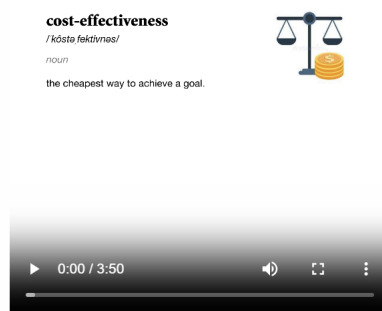 cost-effectiveness
/ˈkôstəˌfektivnəs/
noun
the cheapest way to achieve a goal.
$
0:00 / 3:50